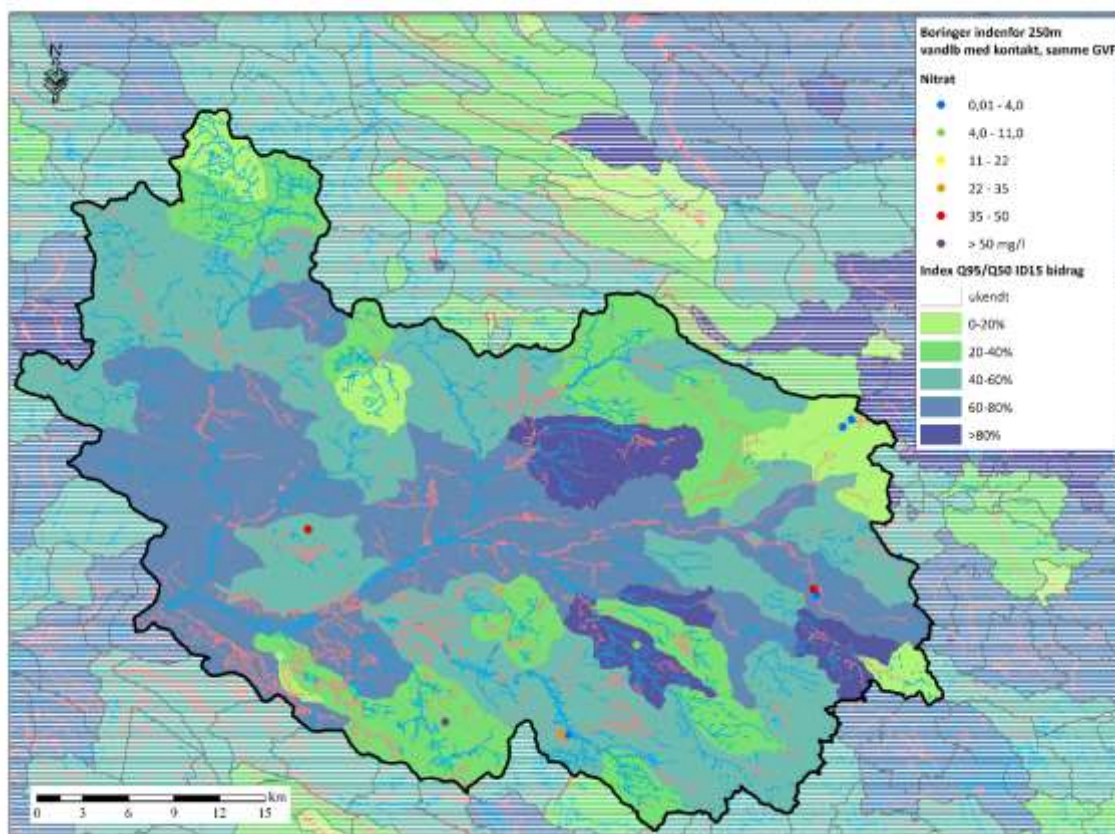 N
Boringer indenfor 250m
vandlb med kontakt, samme GVF
Nitrat
0,01 - 4,0
4,0 - 11,0
11 - 22
22 - 35
35 - 50
> 50 mg/l
Index Q95/Q50 ID15 bidrag
ukendt
0-20%
20-40%
40-60%
60-80%
>80%
km
0 3 6 9 12 15